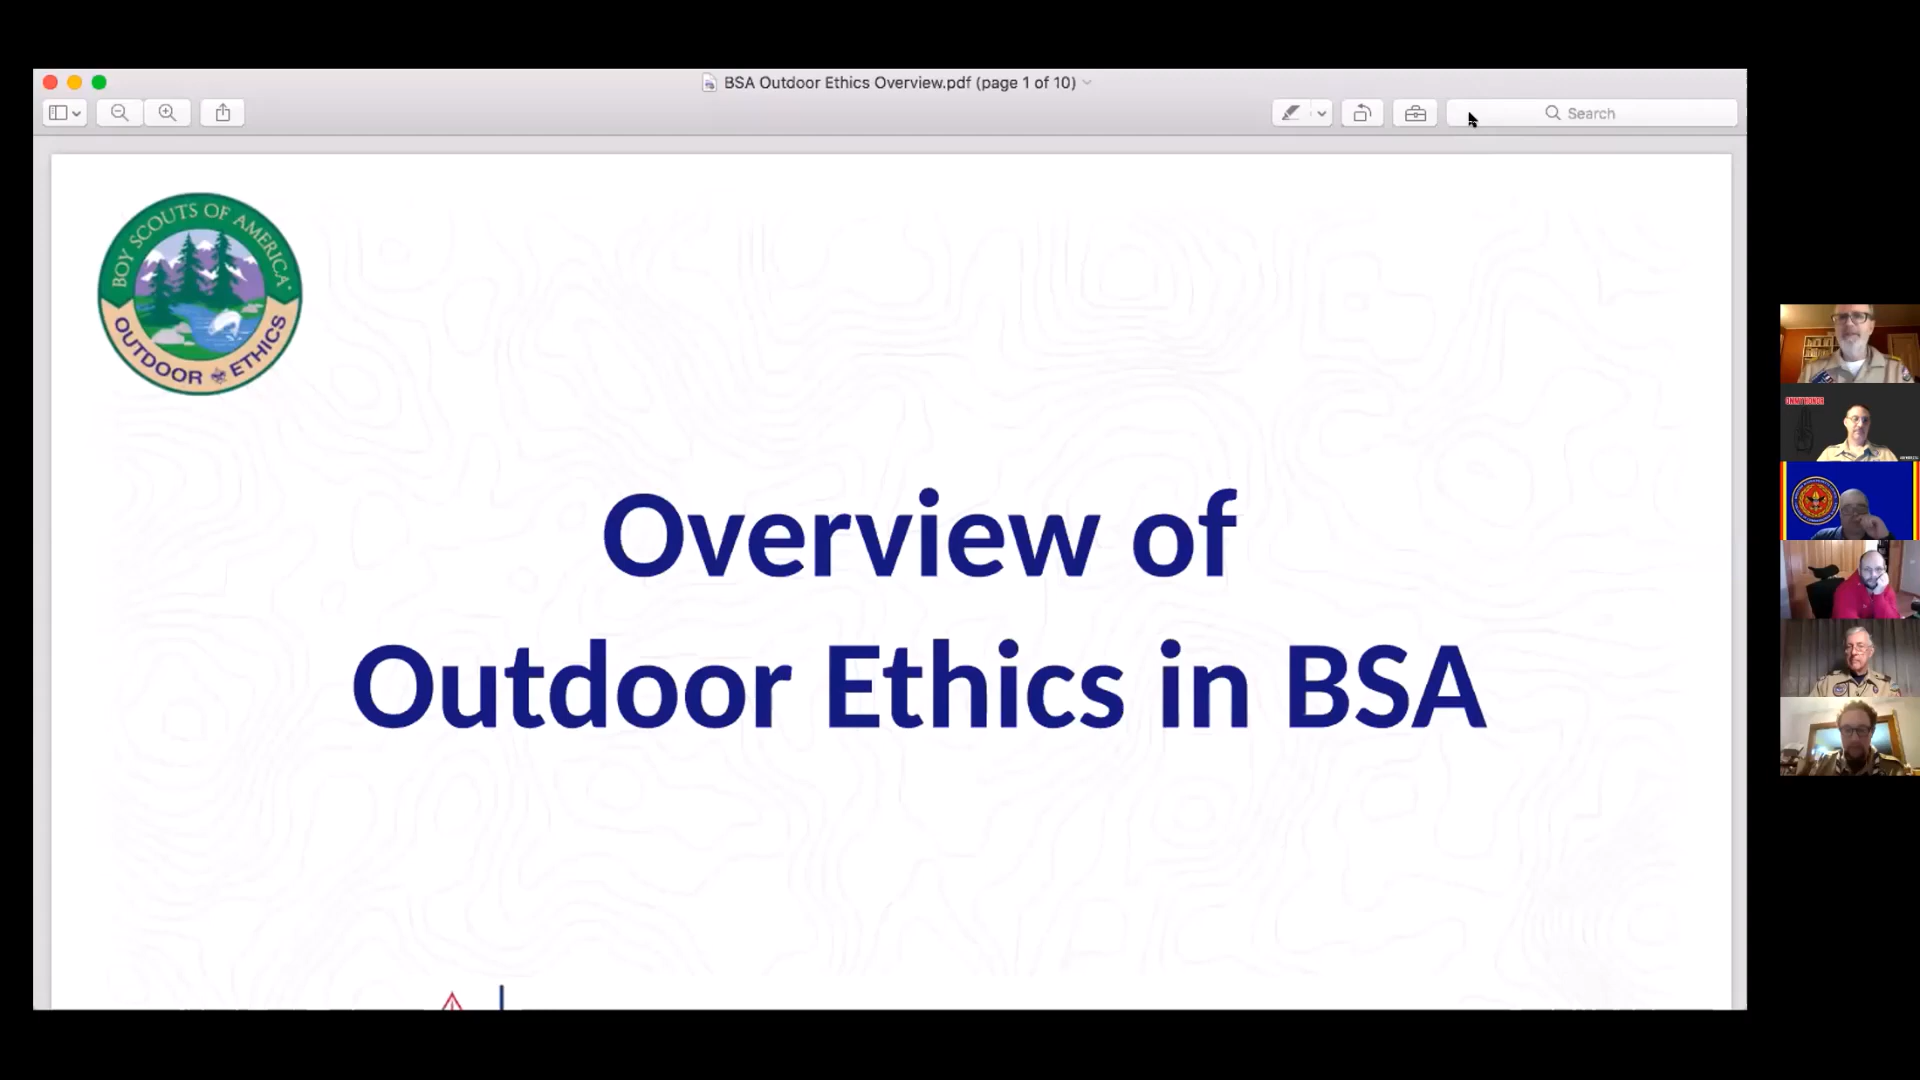 BSA Outdoor Ethics Overview.pdf (page 1 of 10)
Search
BOY SCOUTS OF AMERICA
OUTDOOR ETHICS
Overview of
Outdoor Ethics in BSA